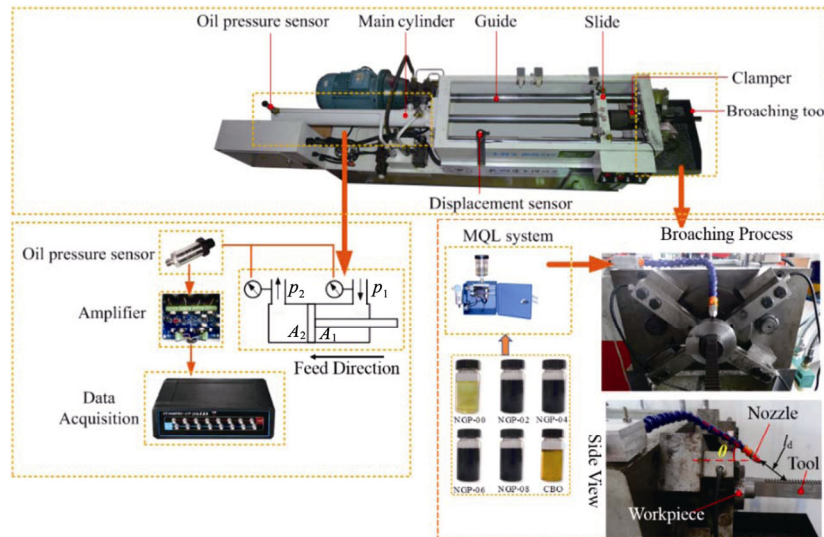 Oil pressure sensor
Main cylinder
Guide
Slide
Clamper
Broaching tool
Displacement sensor
Oil pressure sensor
p2
p1
Amplifier
A2
A1
Feed Direction
Data
Acquisition
MQL system
Broaching Process
NGP-00
NGP-02
NGP-04
NGP-06
NGP-08
CBO
Side View
Nozzle
θ
ld
Tool
Workpiece